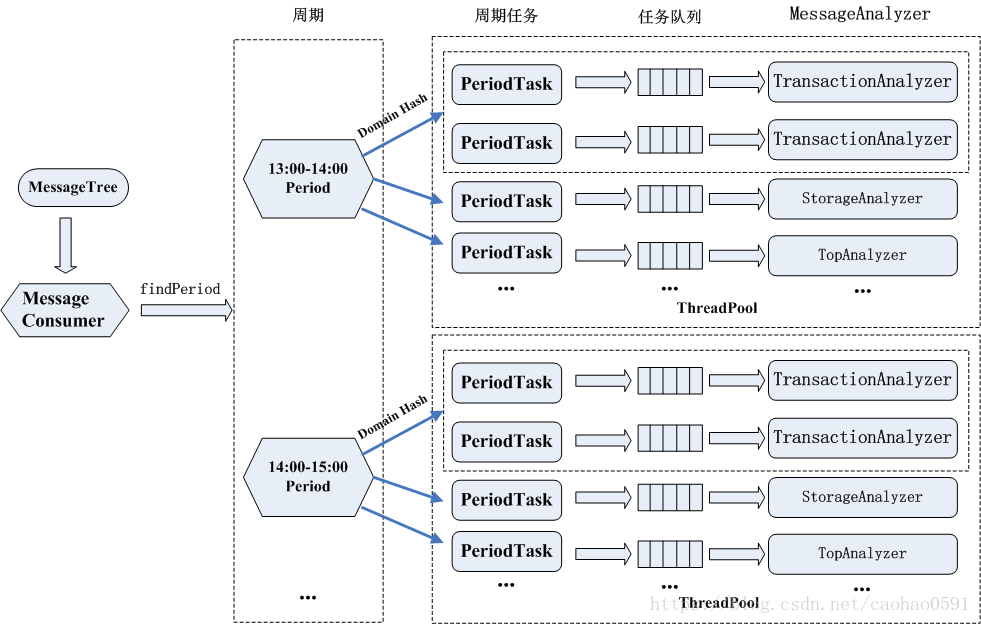 周期
周期任务
任务队列
MessageAnalyzer
MessageTree
Message
Consumer
findPeriod
13:00-14:00
Period
Domain Hash
PeriodTask
TransactionAnalyzer
PeriodTask
TransactionAnalyzer
PeriodTask
StorageAnalyzer
PeriodTask
TopAnalyzer
...
...
...
ThreadPool
14:00-15:00
Period
Domain Hash
PeriodTask
TransactionAnalyzer
PeriodTask
TransactionAnalyzer
PeriodTask
StorageAnalyzer
PeriodTask
TopAnalyzer
...
...
...
ThreadPool
...
https://blog.csdn.net/caohao0591